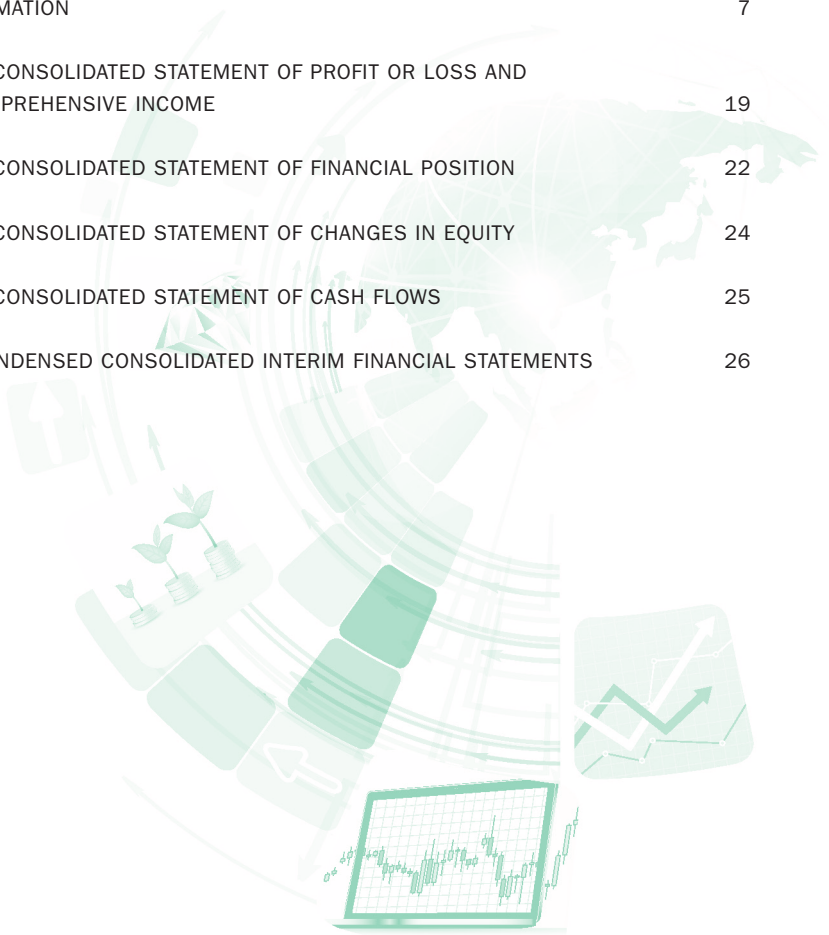 MATION 7
CONSOLIDATED STATEMENT OF PROFIT OR LOSS AND
PREHENSIVE INCOME 19
CONSOLIDATED STATEMENT OF FINANCIAL POSITION 22
CONSOLIDATED STATEMENT OF CHANGES IN EQUITY 24
CONSOLIDATED STATEMENT OF CASH FLOWS 25
NDENSED CONSOLIDATED INTERIM FINANCIAL STATEMENTS 26